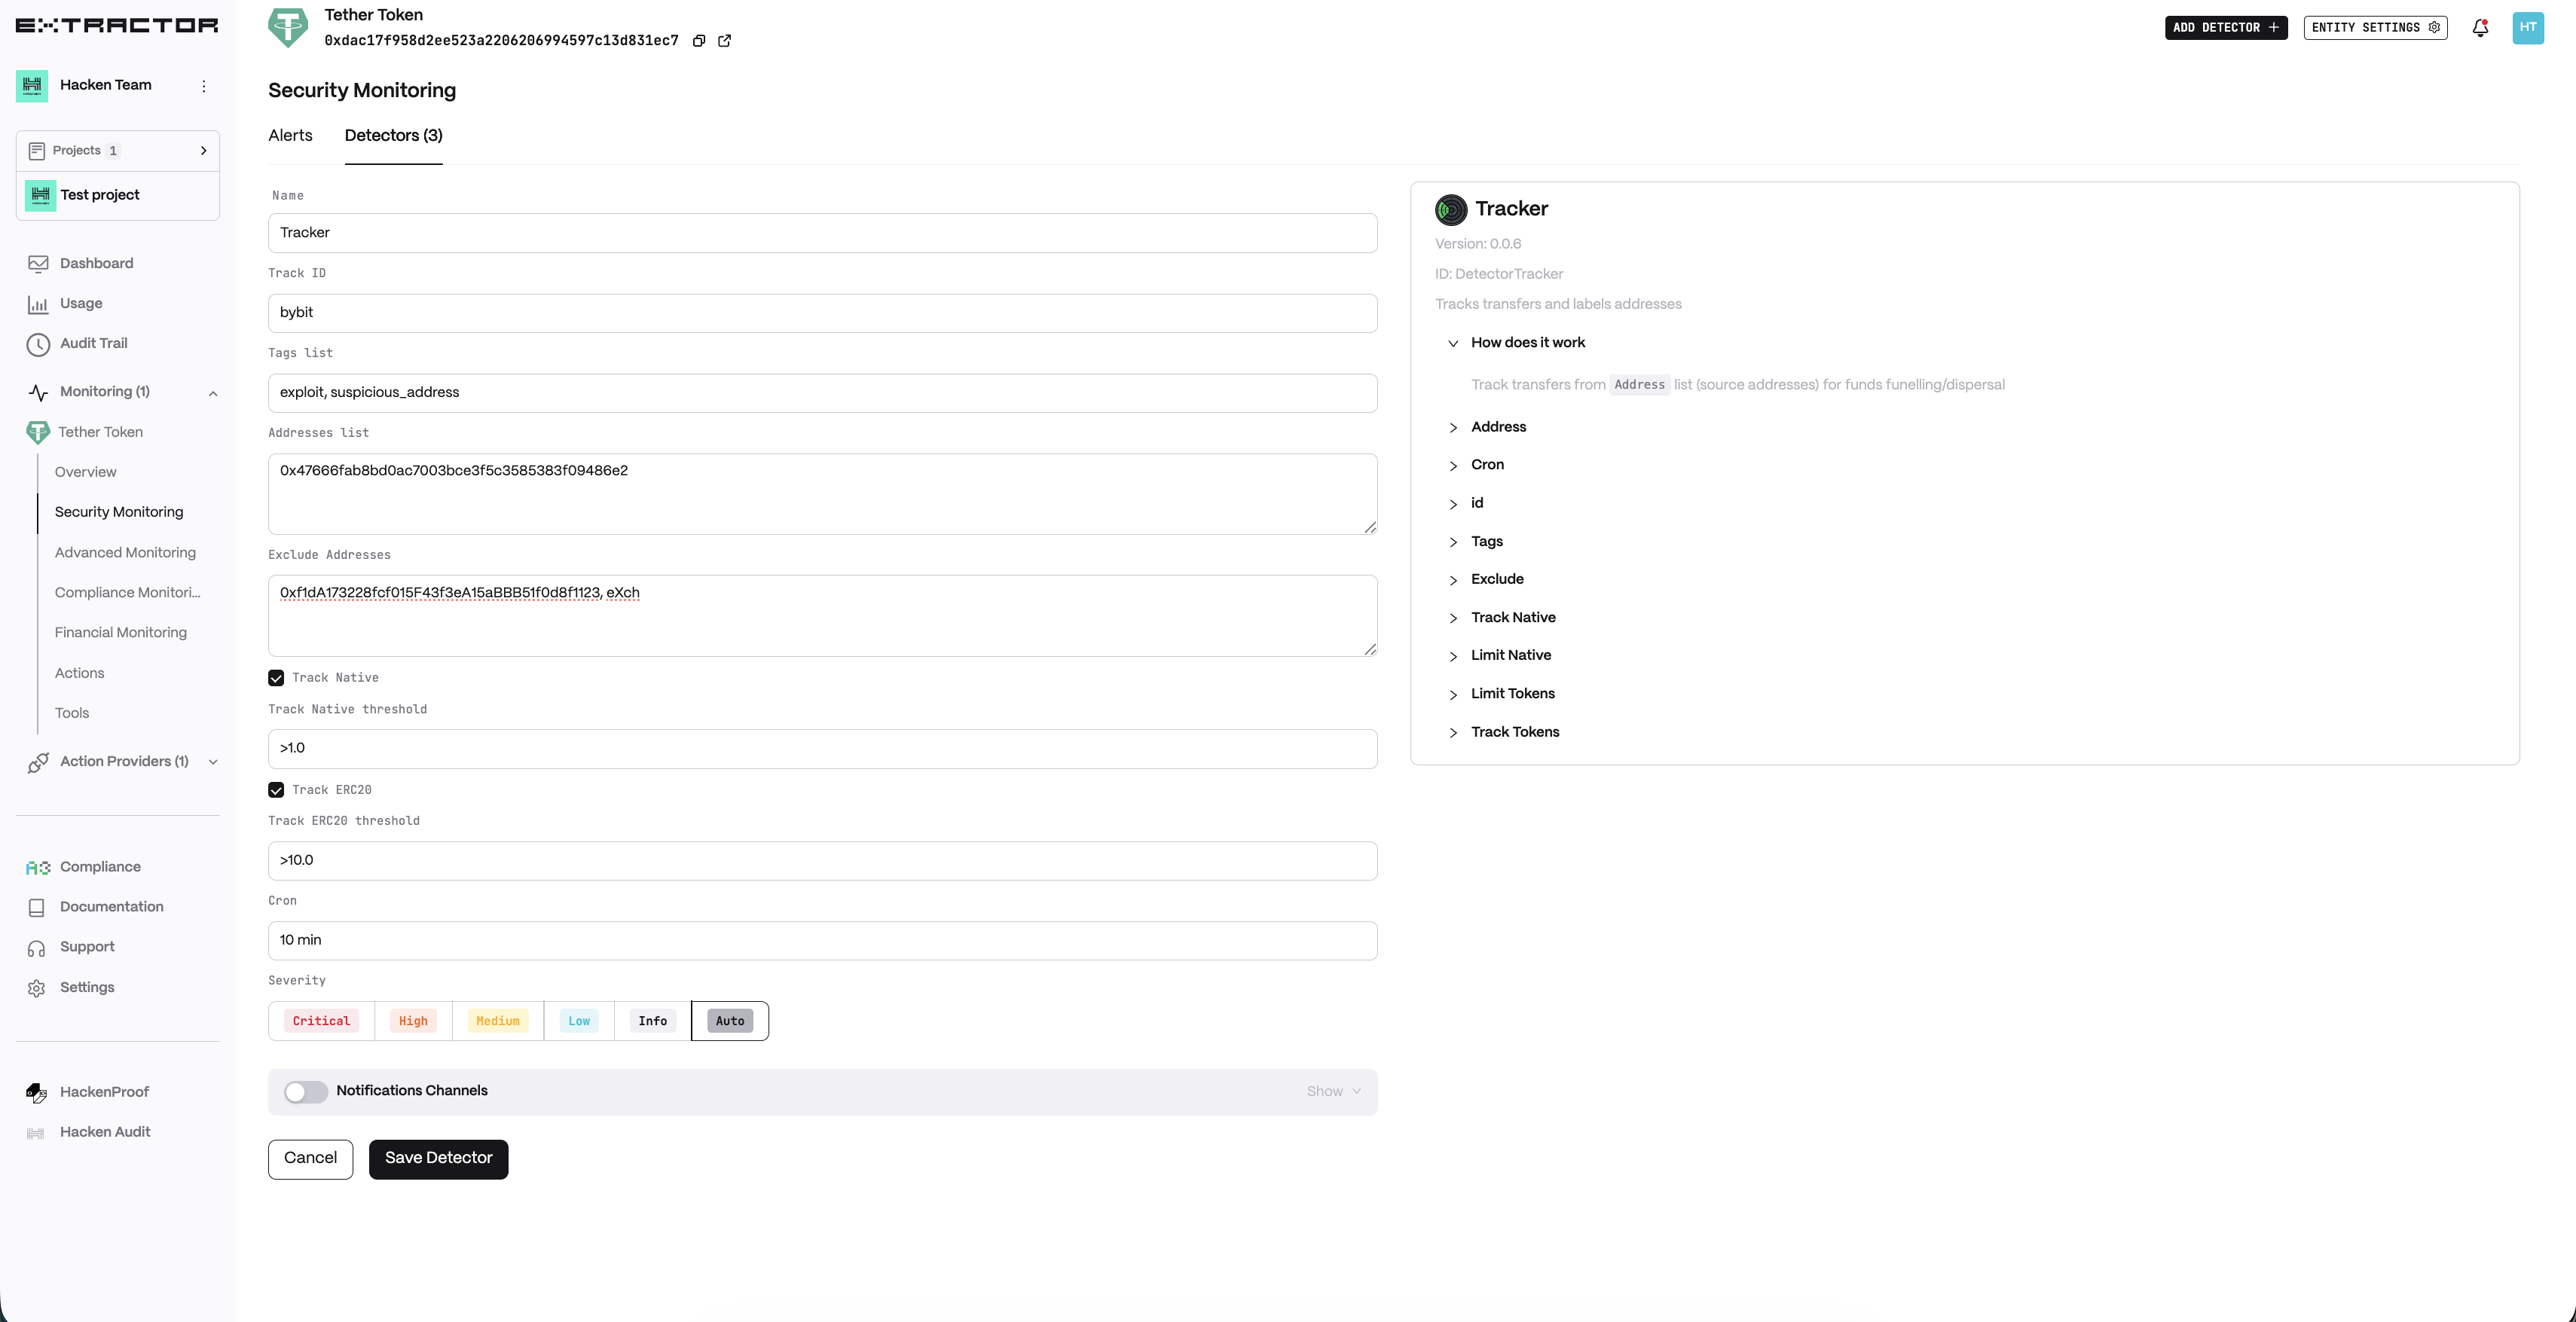 EXTRACTOR
Hacken Team
Projects 1
Test project
Dashboard
Usage
Audit Trail
Monitoring (1)
Tether Token
Overview
Security Monitoring
Advanced Monitoring
Compliance Monitori...
Financial Monitoring
Actions
Tools
Action Providers (1)
Compliance
Documentation
Support
Settings
HackenProof
Hacken Audit
Tether Token
0xdac17f958d2ee523a2206206994597c13d831ec7
ADD DETECTOR +
ENTITY SETTINGS
HT
Security Monitoring
Alerts
Detectors (3)
Name
Tracker
Track ID
bybit
Tags list
exploit, suspicious_address
Addresses list
0x47666fab8bd0ac7003bce3f5c3585383f09486e2
Exclude Addresses
0xf1dA173228fcf015F43f3eA15aBBB51f0d8f1123, eXch
Track Native
Track Native threshold
>1.0
Track ERC20
Track ERC20 threshold
>10.0
Cron
10 min
Severity
Critical
High
Medium
Low
Info
Auto
Notifications Channels
Show
Cancel
Save Detector
Tracker
Version: 0.0.6
ID: DetectorTracker
Tracks transfers and labels addresses
How does it work
Track transfers from Address list (source addresses) for funds funelling/dispersal
Address
Cron
id
Tags
Exclude
Track Native
Limit Native
Limit Tokens
Track Tokens